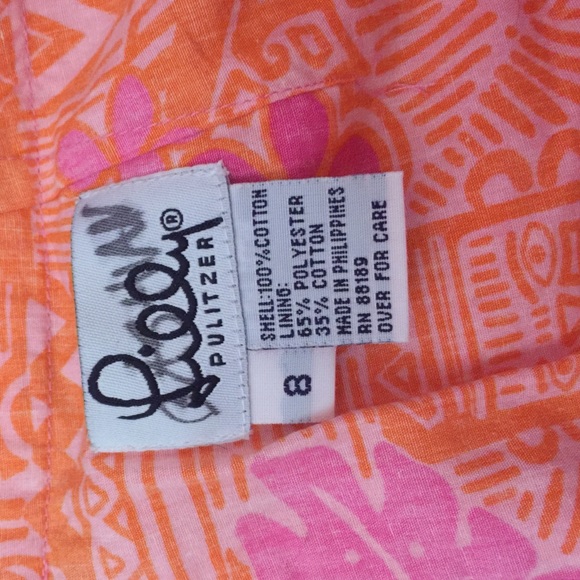 Lilly®
PULITZER
SHELL:100%COTTON
LINING:
65% POLYESTER
35% COTTON
MADE IN PHILIPPINES
RN 88189
OVER FOR CARE
8